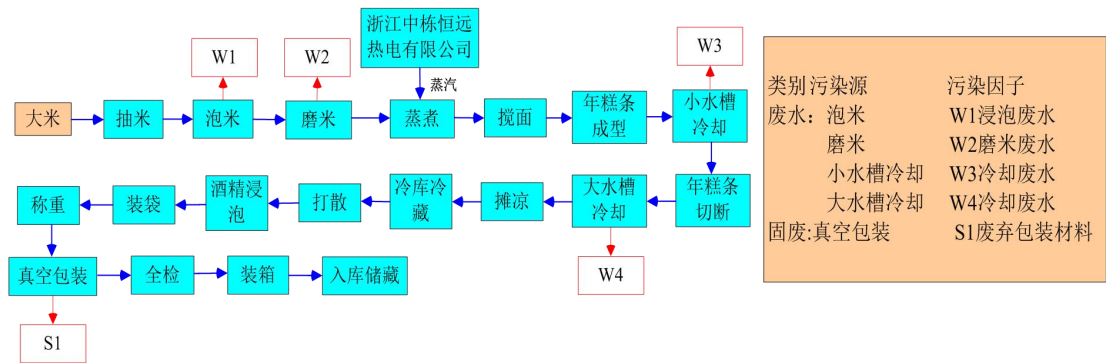 浙江中栋恒远
热电有限公司
W1
W2
W3
蒸汽
大米
抽米
泡米
磨米
蒸煮
搅面
年糕条
成型
小水槽
冷却
称重
装袋
酒精浸
泡
打散
冷库冷
藏
摊凉
大水槽
冷却
年糕条
切断
真空包装
全检
装箱
入库储藏
W4
S1
类别 污染源 污染因子
废水：泡米 W1浸泡废水
磨米 W2磨米废水
小水槽冷却 W3冷却废水
大水槽冷却 W4冷却废水
固废:真空包装 S1废弃包装材料